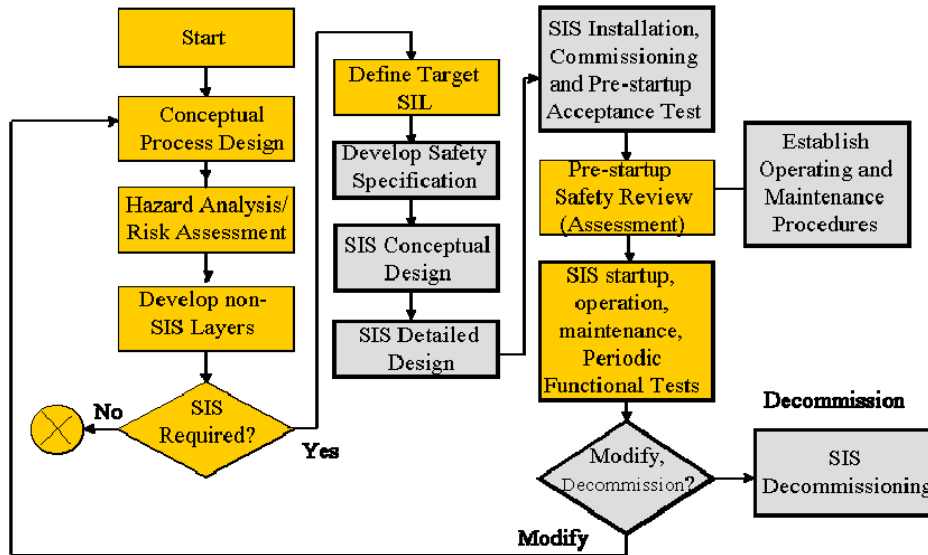 Start
Conceptual
Process Design
Hazard Analysis/
Risk Assessment
Develop non-
SIS Layers
SIS
Required?
No
Yes
Define Target
SIL
Develop Safety
Specification
SIS Conceptual
Design
SIS Detailed
Design
SIS Installation,
Commissioning
and Pre-startup
Acceptance Test
Pre-startup
Safety Review
(Assessment)
Establish
Operating and
Maintenance
Procedures
SIS startup,
operation,
maintenance,
Periodic
Functional Tests
Modify,
Decommission?
Modify
Decommission
SIS
Decommissioning